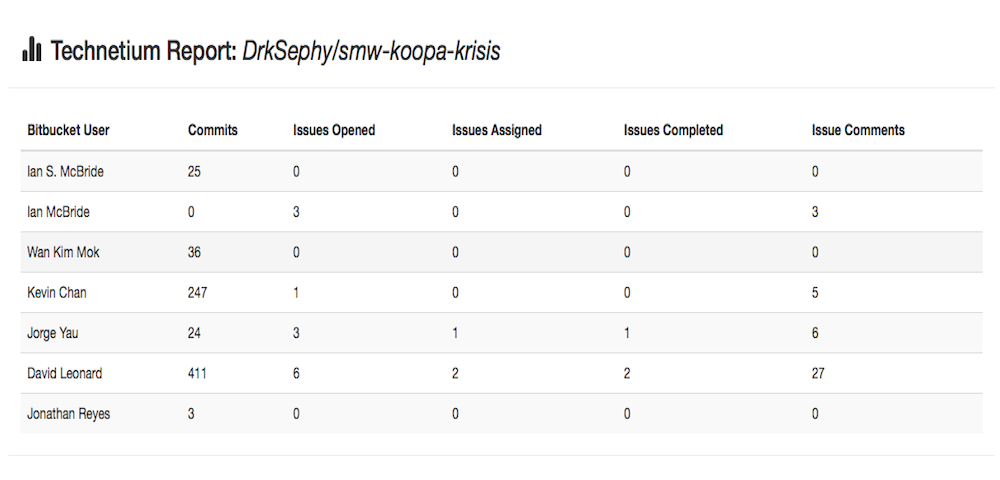 Technetium Report: DrkSephy/smw-koopa-krisis
Bitbucket User Commits Issues Opened Issues Assigned Issues Completed Issue Comments
Ian S. McBride 25 0 0 0 0
Ian McBride 0 3 0 0 3
Wan Kim Mok 36 0 0 0 0
Kevin Chan 247 1 0 0 5
Jorge Yau 24 3 1 1 6
David Leonard 411 6 2 2 27
Jonathan Reyes 3 0 0 0 0